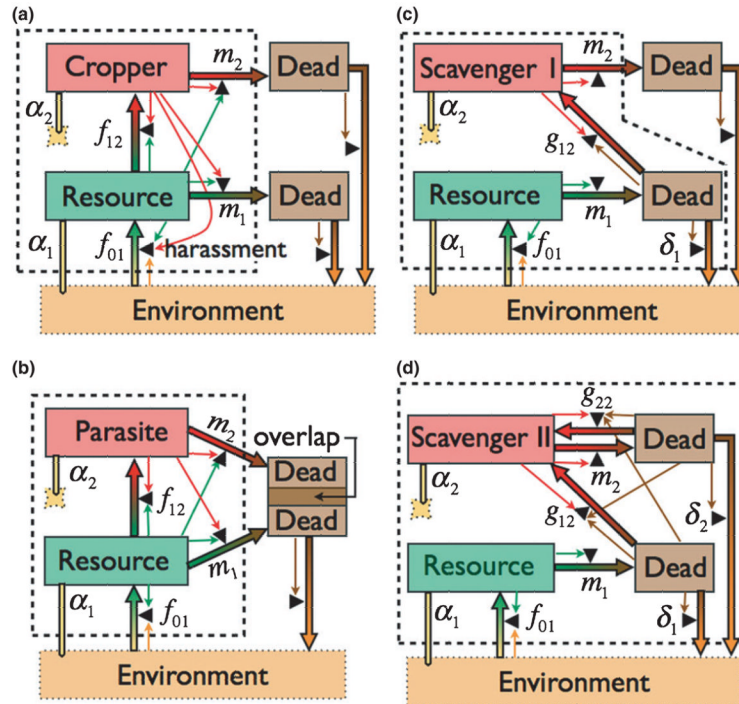 (a)
Cropper
m₂
Dead
α₂
f₁₂
Resource
m₁
Dead
α₁
f₀₁
harassment
Environment
(c)
Scavenger I
m₂
Dead
α₂
g₁₂
Resource
m₁
Dead
α₁
f₀₁
δ₁
Environment
(b)
Parasite
m₂
overlap
α₂
Dead
f₁₂
Dead
Resource
m₁
α₁
f₀₁
Environment
(d)
g₂₂
Scavenger II
Dead
m₂
α₂
g₁₂
δ₂
Resource
m₁
Dead
α₁
f₀₁
δ₁
Environment